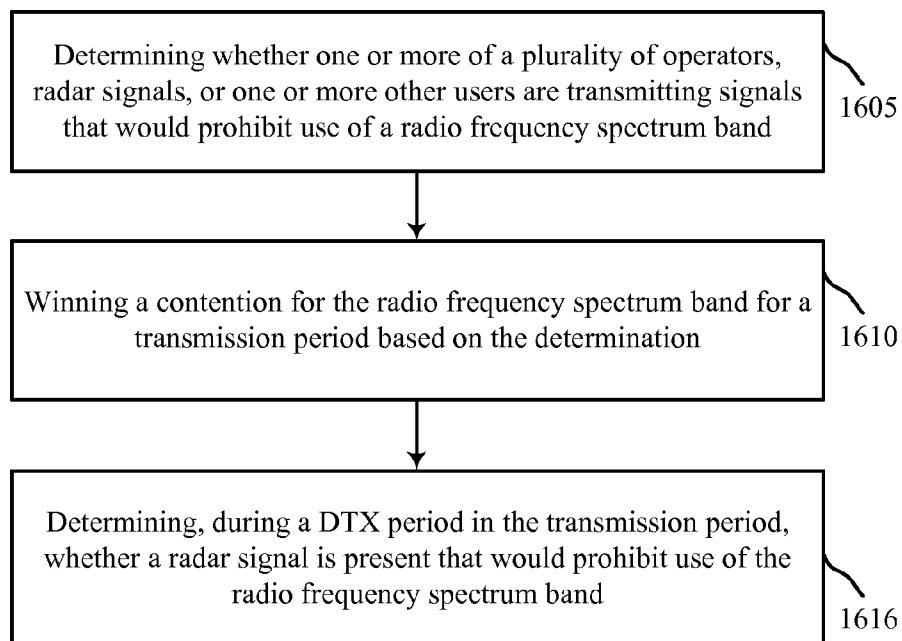 Determining whether one or more of a plurality of operators,
radar signals, or one or more other users are transmitting signals
that would prohibit use of a radio frequency spectrum band
1605
Winning a contention for the radio frequency spectrum band for a
transmission period based on the determination
1610
Determining, during a DTX period in the transmission period,
whether a radar signal is present that would prohibit use of the
radio frequency spectrum band
1616